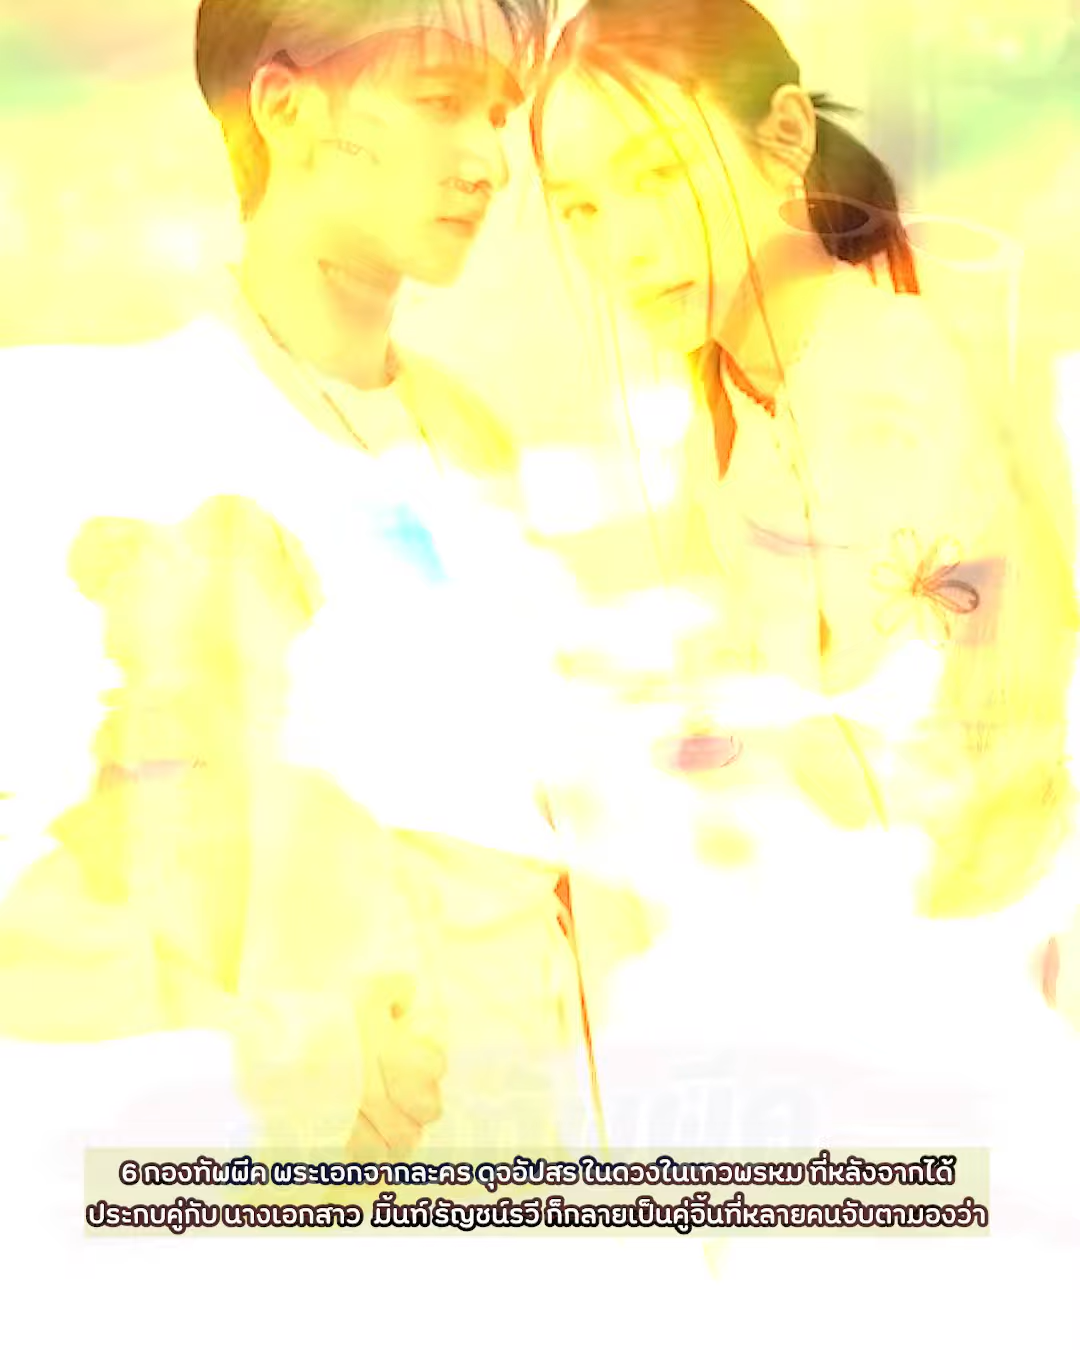 6 กองทัพพีค พระเอกจากละคร ดุจอัปสร ในดวงใจเทวพรหม ที่หลังจากได้
ประกบคู่กับ นางเอกสาว มิ้นท์ รัญชน์รวี ก็กลายเป็นคู่จิ้นที่หลายคนจับตามองว่า